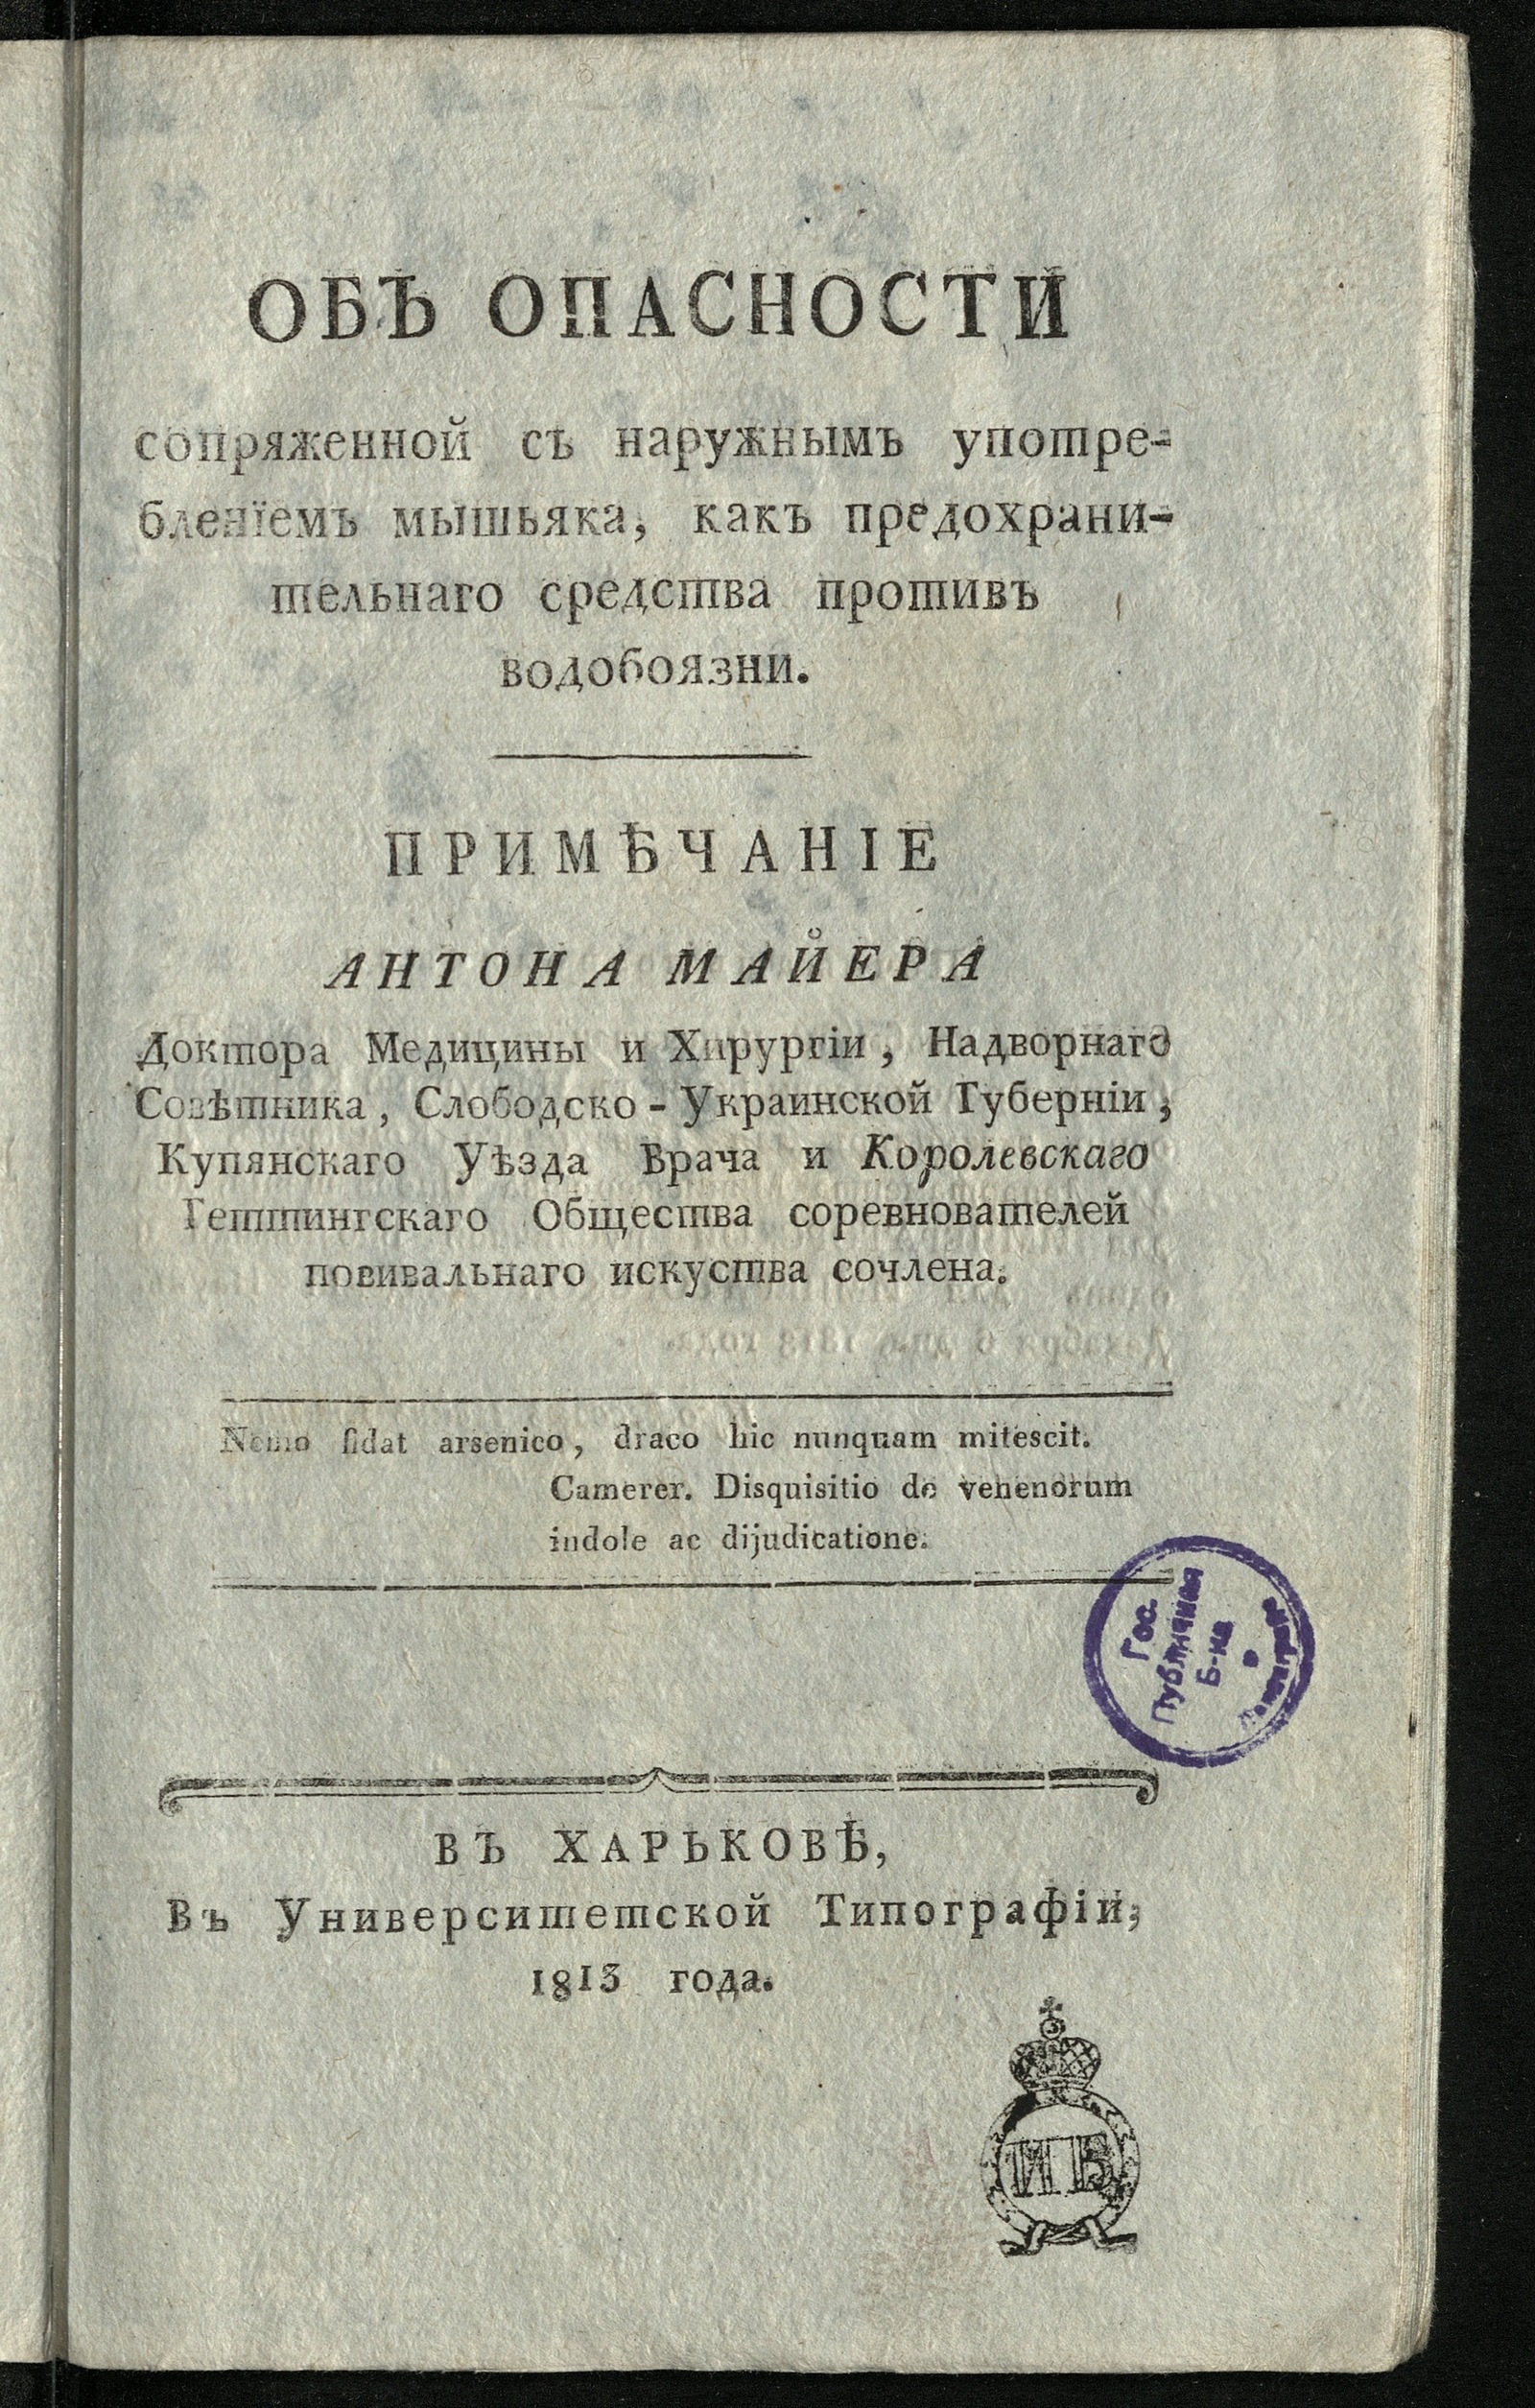 ОБЪ ОПАСНОСТИ
сопряженной съ наружнымъ употре-
бленїемъ мышьяка, какъ предохрани-
тельнаго средства противъ
водобоязни.
ПРИМѢЧАНІЕ
АНТОНА МАЙЕРА
Доктора Медицины и Хирургіи, Надворнаго
Совѣтника, Слободско-Украинской Губерніи,
Купянскаго Уѣзда Врача и Королевскаго
Геттингскаго Общества соревнователей
повивальнаго искуства сочлена.
Nemo fidat arsenico, draco hic nunquam mitescit.
Camerer. Disquisitio de venenorum
indole ac dijudicatione.
Гос.
Публичная
Б-ка
ВЪ ХАРЬКОВѢ,
Въ Университетской Типографіи,
1813 года.
ИПБ